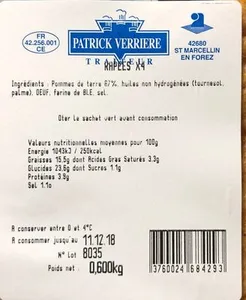 FR
42.256.001
CE
PATRICK VERRIERE
TRAITEUR
42680
ST MARCELLIN
EN FOREZ
RAPEES X4
Ingrédients : Pommes de terre 87%, huiles non hydrogénées (tournesol,
palme), OEUF, farine de BLE, sel.
Oter le sachet vert avant consommation
Valeurs nutritionnelles moyennes pour 100g
Energie 1043kJ / 250kcal
Graisses 15.5g dont Acides Gras Saturés 3.3g
Glucides 23.6g dont Sucres 1.1g
Protéines 3.9g
Sel 1.1g
A conserver entre 0 et 4°C
A consommer jusqu'au 11.12.18
N° Lot 8035
Poids net : 0,600kg
3760024684293